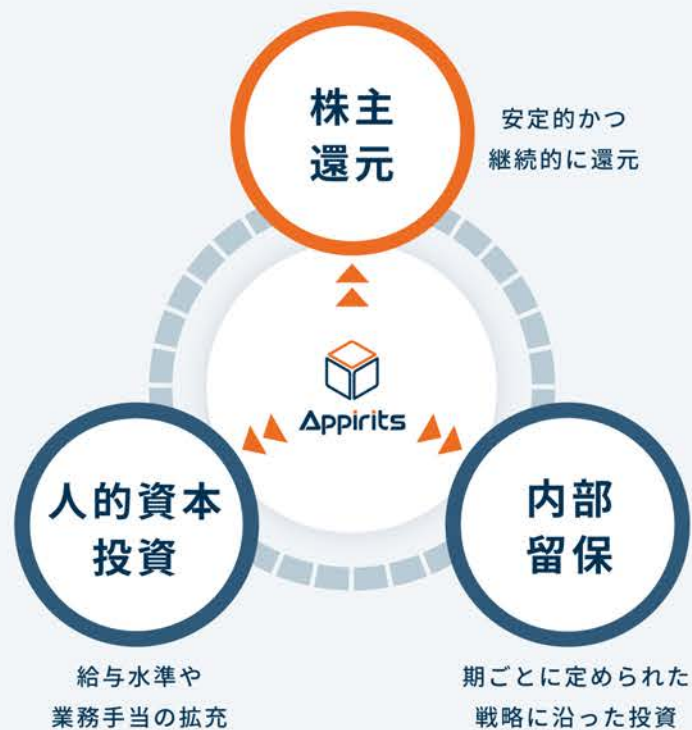 株主
還元
安定的かつ
継続的に還元
Appirits
人的資本
投資
給与水準や
業務手当の拡充
内部
留保
期ごとに定められた
戦略に沿った投資